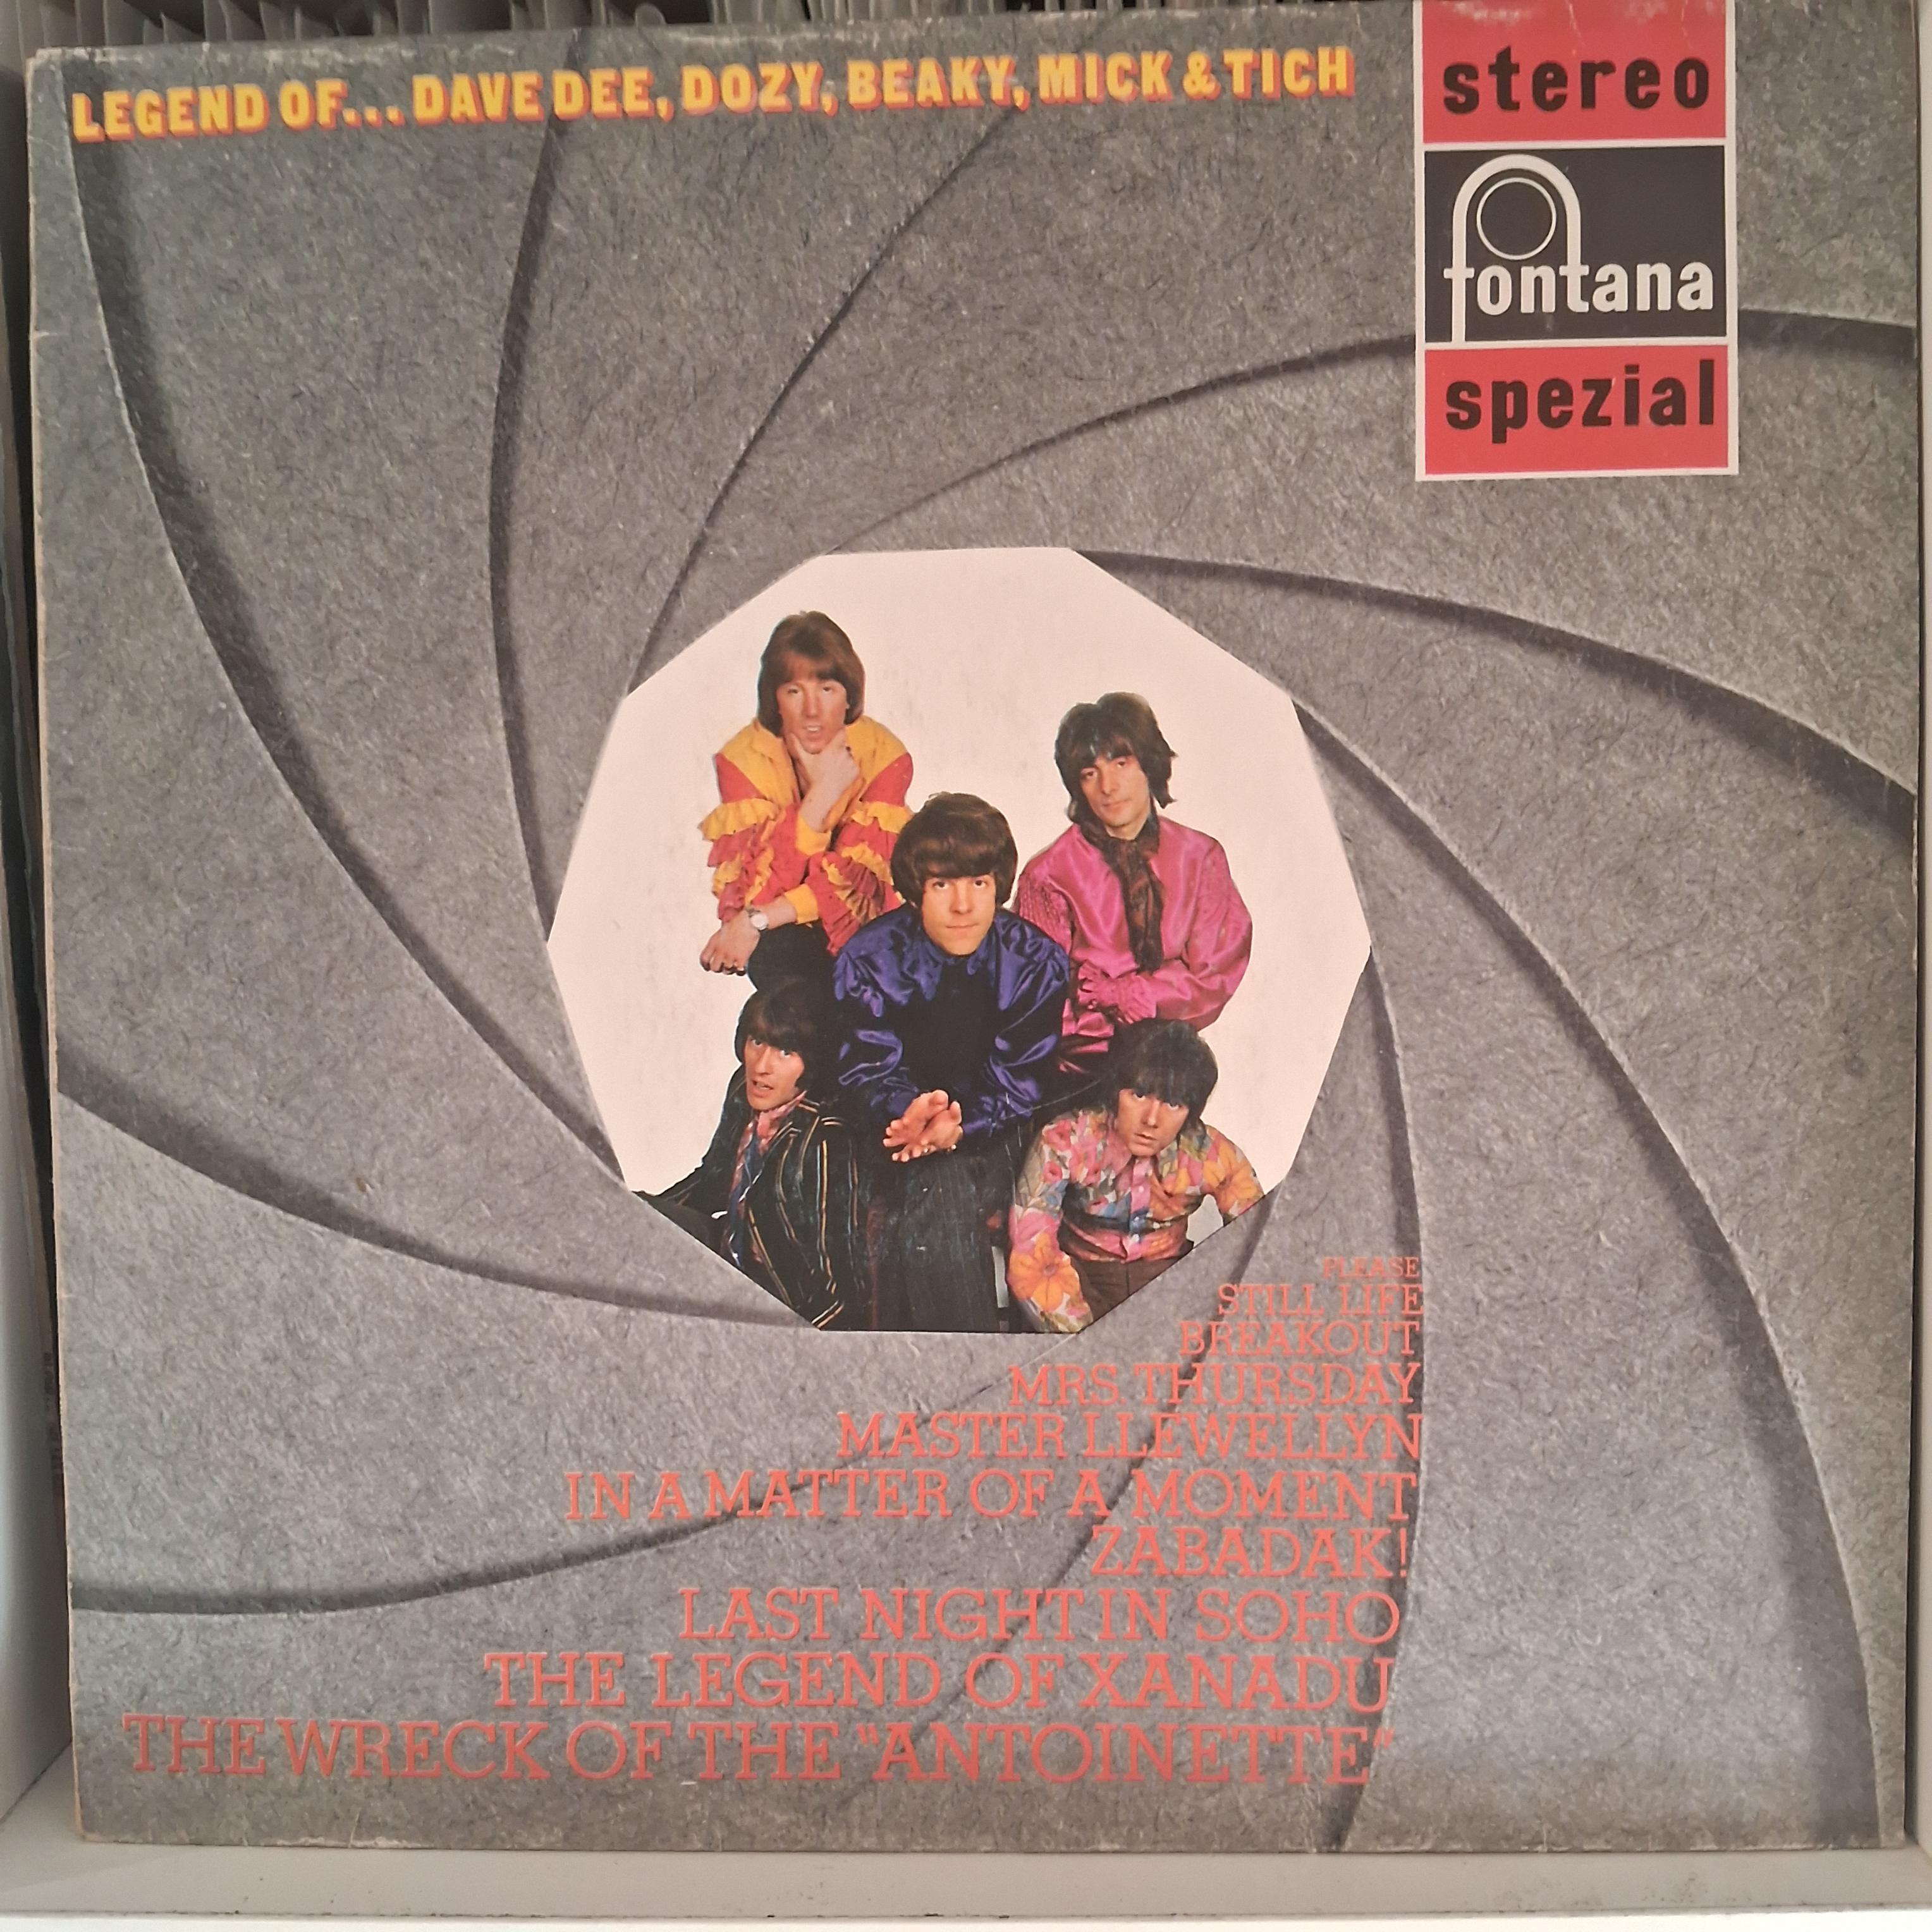 LEGEND OF... DAVE DEE, DOZY, BEAKY, MICK & TICH
stereo
fontana
spezial
PLEASE
STILL LIFE
BREAKOUT
MRS. THURSDAY
MASTER LLEWELLYN
IN A MATTER OF A MOMENT
ZABADAK!
LAST NIGHT IN SOHO
THE LEGEND OF XANADU
THE WRECK OF THE "ANTOINETTE"